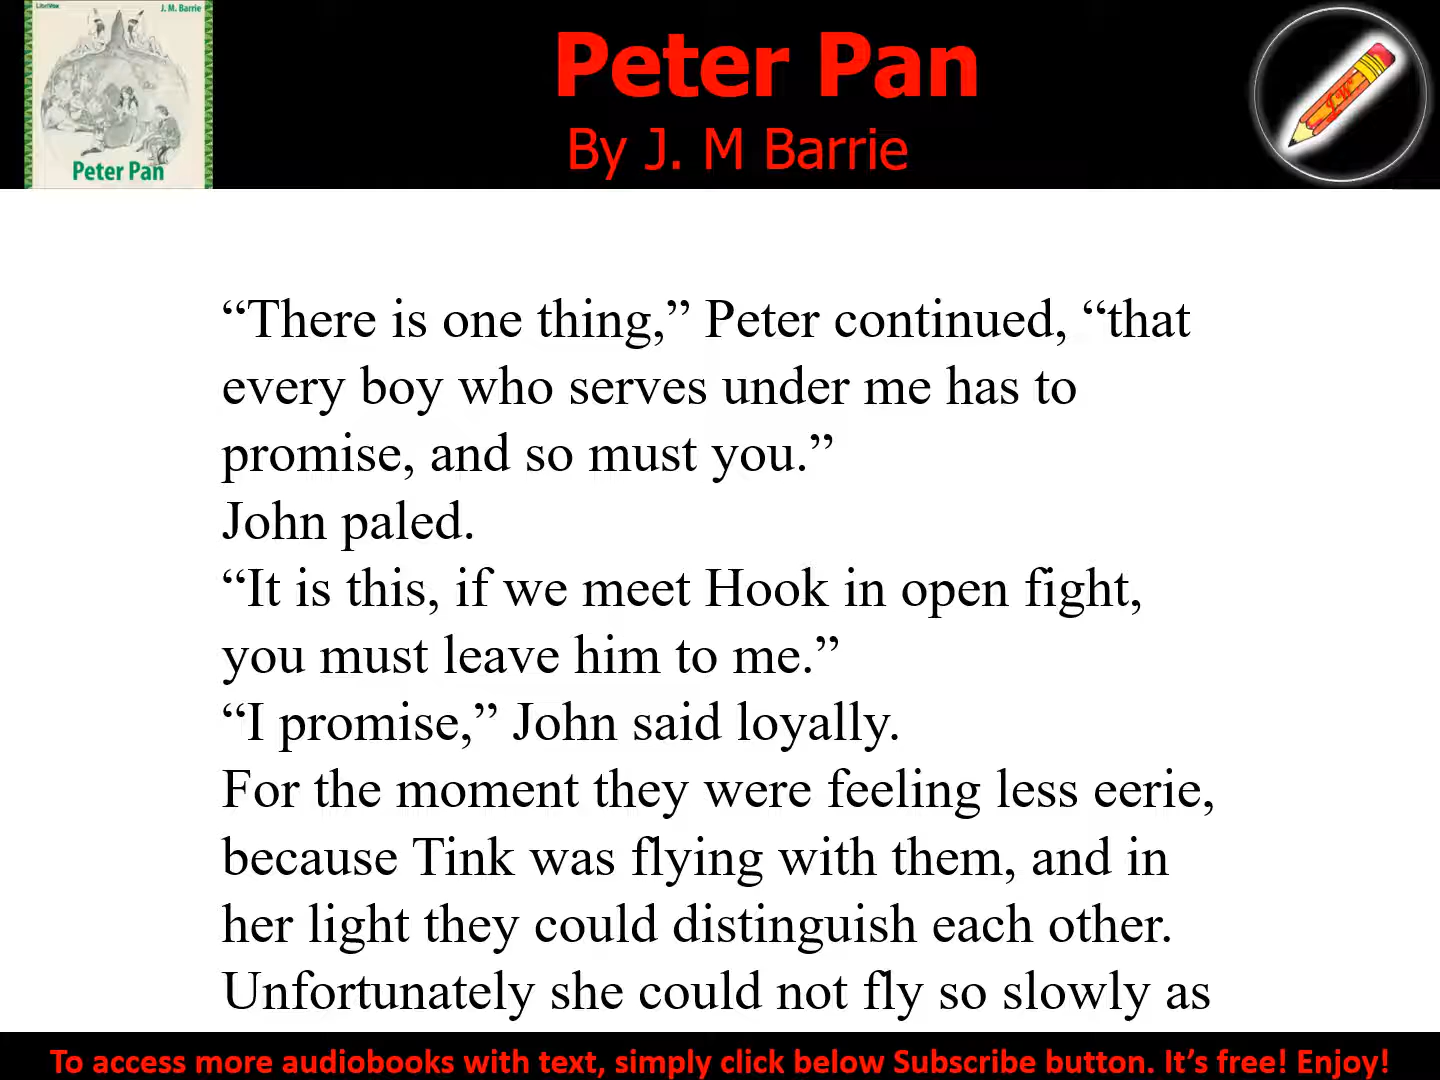 LibriVox
J. M. Barrie
Peter Pan
Peter Pan
By J. M Barrie
J.W
“There is one thing,” Peter continued, “that
every boy who serves under me has to
promise, and so must you.”
John paled.
“It is this, if we meet Hook in open fight,
you must leave him to me.”
“I promise,” John said loyally.
For the moment they were feeling less eerie,
because Tink was flying with them, and in
her light they could distinguish each other.
Unfortunately she could not fly so slowly as
To access more audiobooks with text, simply click below Subscribe button. It’s free! Enjoy!